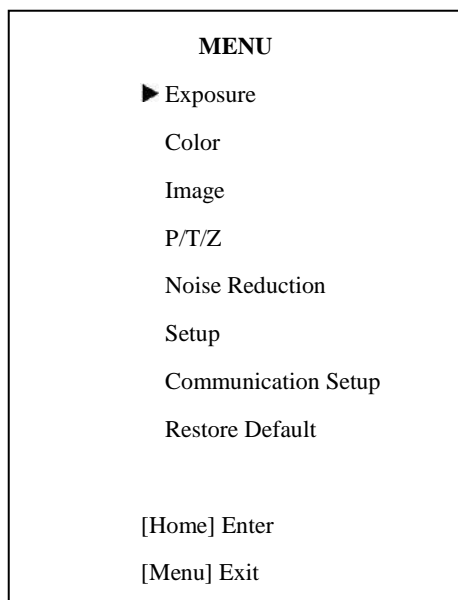 MENU
Exposure
Color
Image
P/T/Z
Noise Reduction
Setup
Communication Setup
Restore Default
[Home] Enter
[Menu] Exit